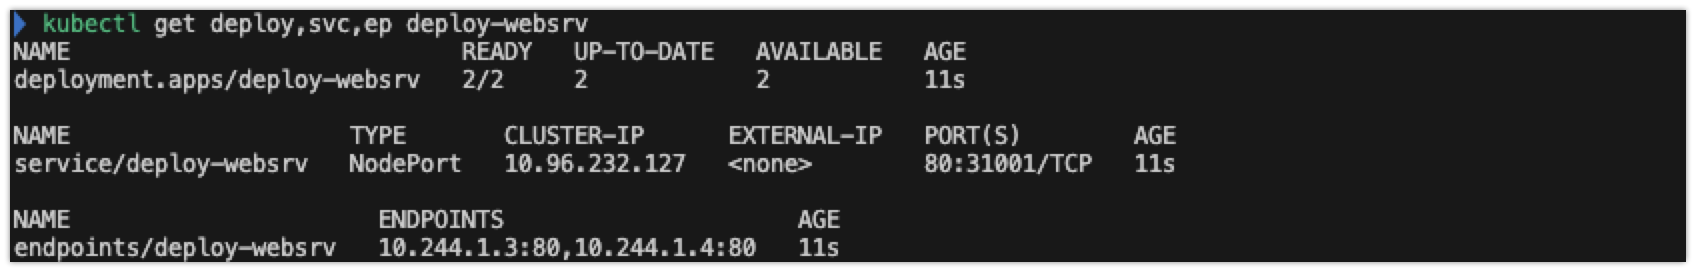 kubectl get deploy,svc,ep deploy-websrv
NAME                            READY   UP-TO-DATE   AVAILABLE   AGE
deployment.apps/deploy-websrv   2/2     2            2           11s

NAME                    TYPE       CLUSTER-IP      EXTERNAL-IP   PORT(S)        AGE
service/deploy-websrv   NodePort   10.96.232.127   <none>        80:31001/TCP   11s

NAME                      ENDPOINTS                     AGE
endpoints/deploy-websrv   10.244.1.3:80,10.244.1.4:80   11s